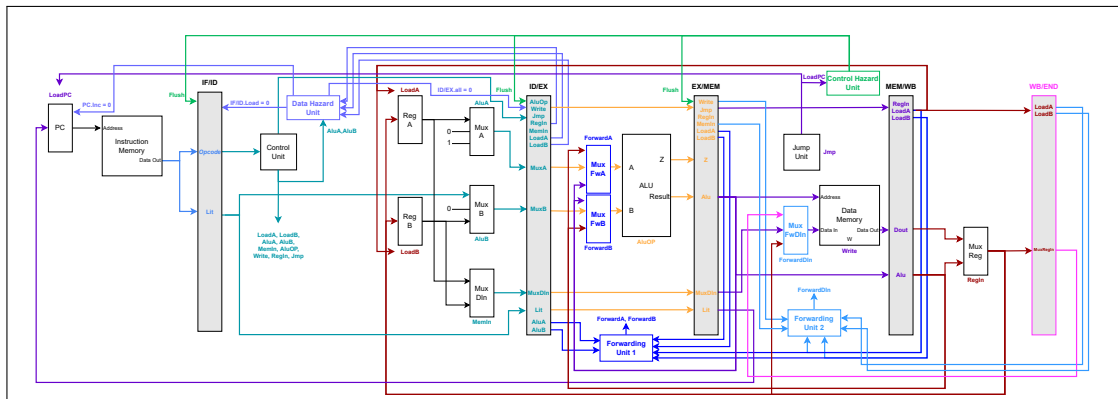 IF/ID
ID/EX
EX/MEM
MEM/WB
WB/END
LoadPC
PC.Inc = 0
PC
Address
Instruction
Memory
Data Out
Flush
Opcode
Lit
IF/ID.Load = 0
Data Hazard
Unit
ID/EX.all = 0
AluA,AluB
Control
Unit
LoadA, LoadB,
AluA, AluB,
MemIn, AluOP,
Write, RegIn, Jmp
LoadA
Reg
A
AluA
0
1
Mux
A
Reg
B
LoadB
0
Mux
B
AluB
Mux
DIn
MemIn
Flush
AluOp
Write
Jmp
RegIn
MemIn
LoadA
LoadB
MuxA
MuxB
MuxDIn
Lit
AluA
AluB
ForwardA
Mux
FwA
Mux
FwB
ForwardB
A
B
ALU
Z
Result
AluOP
ForwardA, ForwardB
Forwarding
Unit 1
Flush
Write
Jmp
RegIn
MemIn
LoadA
LoadB
Z
Alu
MuxDIn
Lit
LoadPC
Control Hazard
Unit
Jump
Unit
Jmp
Mux
FwDIn
ForwardDIn
Address
Data
Memory
Data In
Data Out
W
Write
ForwardDIn
Forwarding
Unit 2
RegIn
LoadA
LoadB
Dout
Alu
Mux
Reg
RegIn
LoadA
LoadB
MuxRegIn